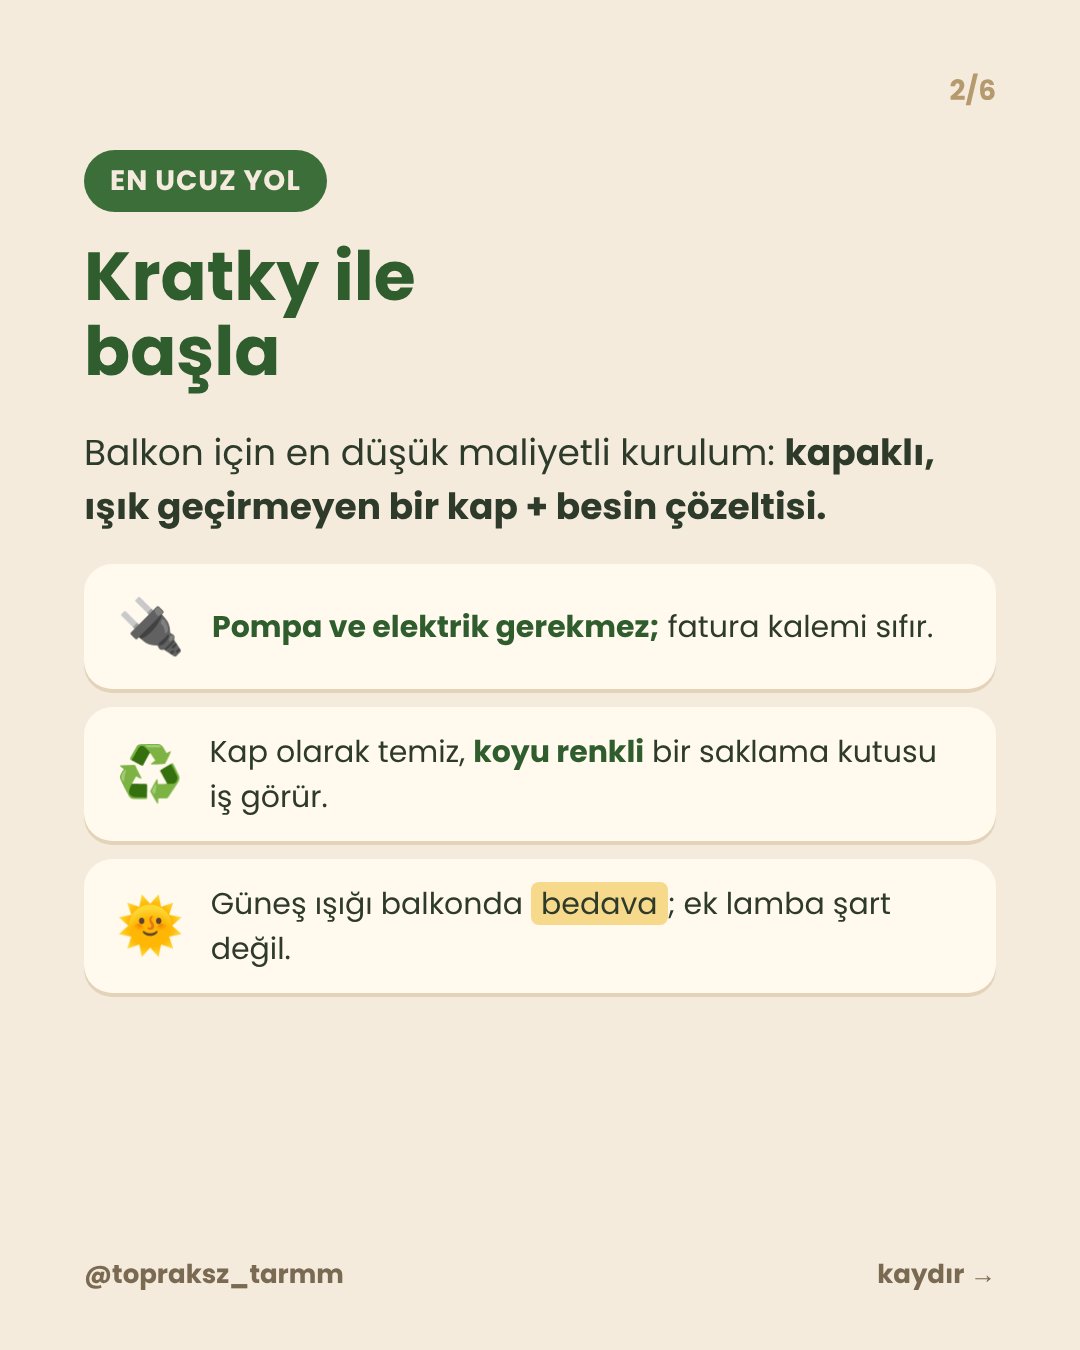 2/6
EN UCUZ YOL
Kratky ile
başla
Balkon için en düşük maliyetli kurulum: kapaklı,
ışık geçirmeyen bir kap + besin çözeltisi.
Pompa ve elektrik gerekmez; fatura kalemi sıfır.
Kap olarak temiz, koyu renkli bir saklama kutusu
iş görür.
Güneş ışığı balkonda bedava; ek lamba şart
değil.
@topraksz_tarmm
kaydır →